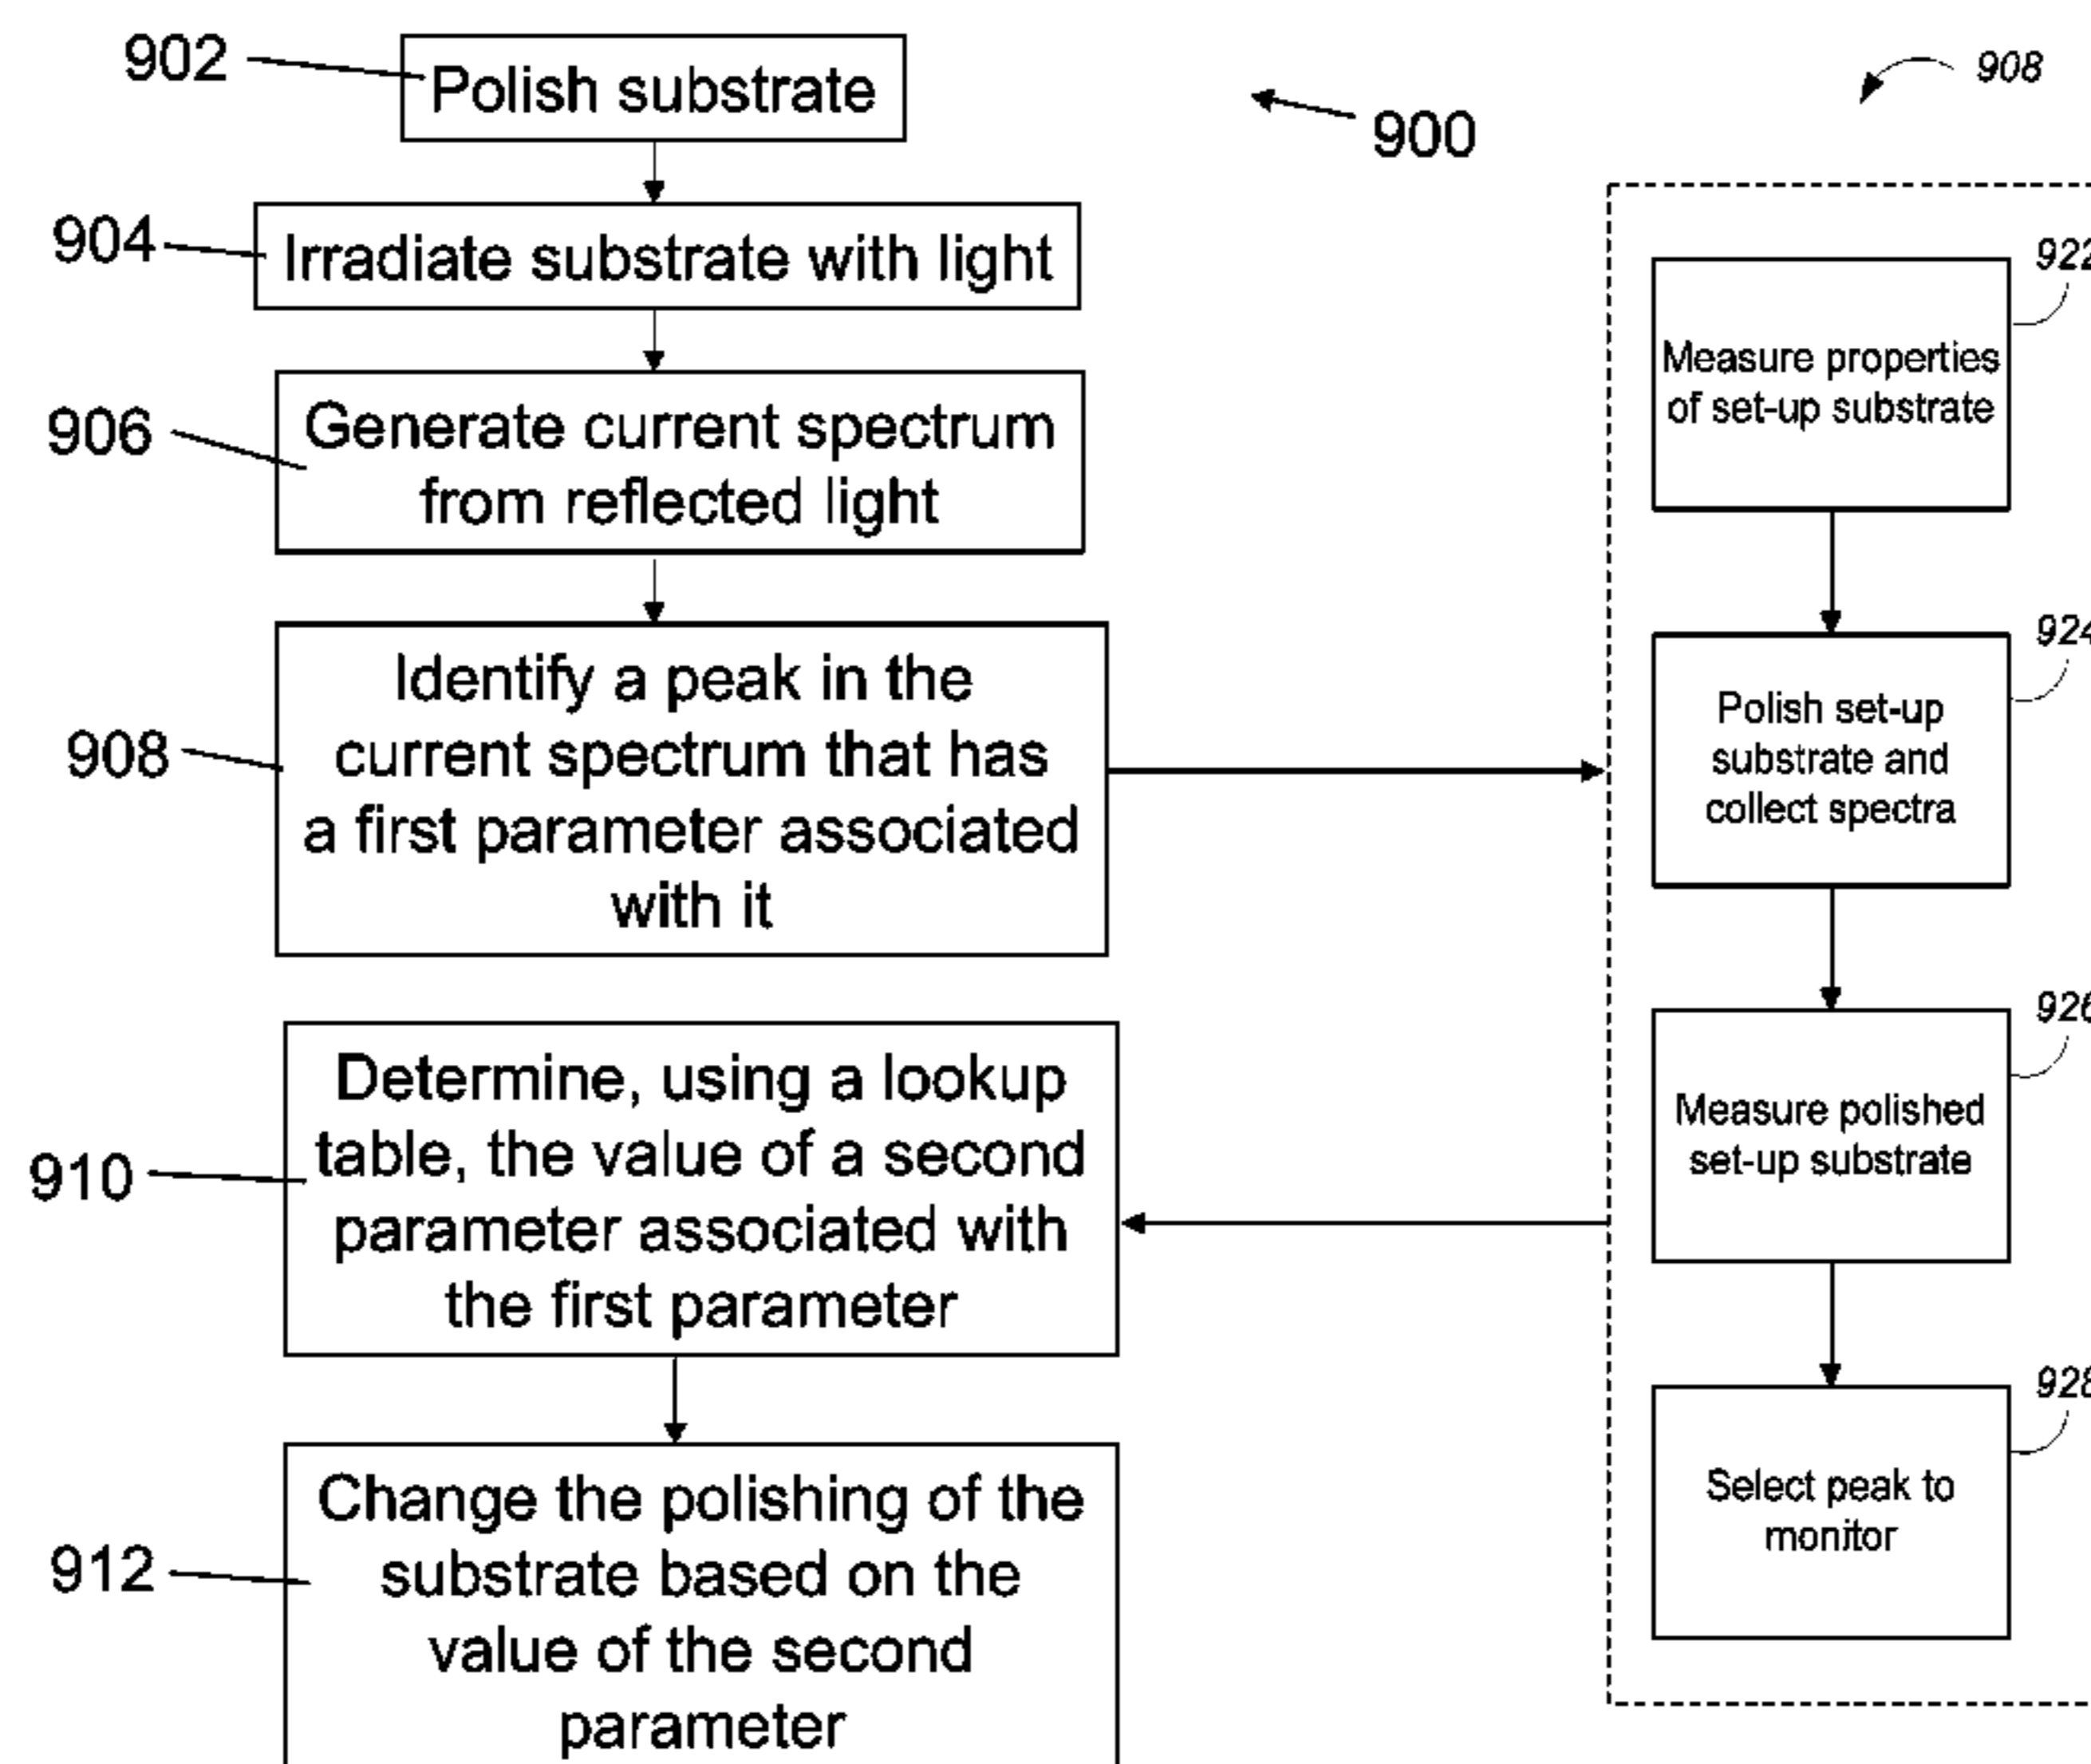 902
Polish substrate
900
904
Irradiate substrate with light
906
Generate current spectrum
from reflected light
908
Identify a peak in the
current spectrum that has
a first parameter associated
with it
910
Determine, using a lookup
table, the value of a second
parameter associated with
the first parameter
912
Change the polishing of the
substrate based on the
value of the second
parameter
908
922
Measure properties
of set-up substrate
924
Polish set-up
substrate and
collect spectra
926
Measure polished
set-up substrate
928
Select peak to
monitor